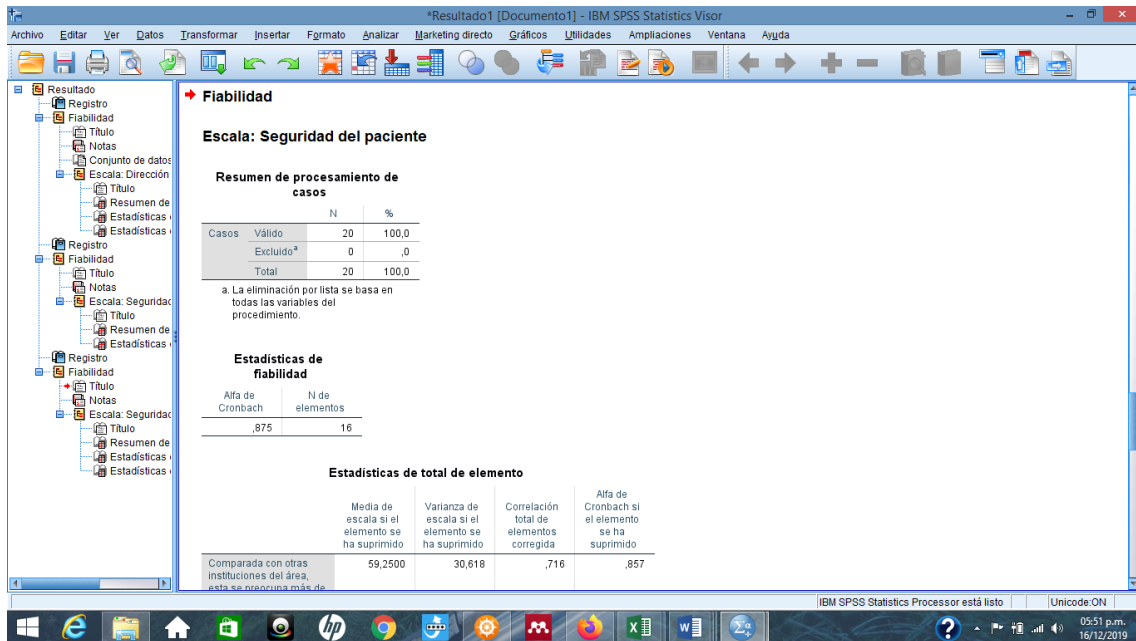 *Resultado1 [Documento1] - IBM SPSS Statistics Visor
Archivo Editar Ver Datos Transformar Insertar Formato Analizar Marketing directo Gráficos Utilidades Ampliaciones Ventana Ayuda
Resultado
Registro
Fiabilidad
Título
Notas
Conjunto de datos
Escala: Dirección
Título
Resumen de
Estadísticas
Estadísticas
Registro
Fiabilidad
Título
Notas
Escala: Seguridad
Título
Resumen de
Estadísticas
Registro
Fiabilidad
Título
Notas
Escala: Seguridad
Título
Resumen de
Estadísticas
Estadísticas
Fiabilidad
Escala: Seguridad del paciente
Resumen de procesamiento de
casos
N %
Casos Válido 20 100,0
Excluidoª 0 ,0
Total 20 100,0
a. La eliminación por lista se basa en
todas las variables del
procedimiento.
Estadísticas de
fiabilidad
Alfa de
Cronbach
N de
elementos
,875 16
Estadísticas de total de elemento
Media de
escala si el
elemento se
ha suprimido
Varianza de
escala si el
elemento se
ha suprimido
Correlación
total de
elementos
corregida
Alfa de
Cronbach si
el elemento
se ha
suprimido
Comparada con otras
instituciones del área,
esta se preocupa más de
59,2500 30,618 ,716 ,857
IBM SPSS Statistics Processor está listo Unicode:ON
05:51 p.m.
16/12/2019